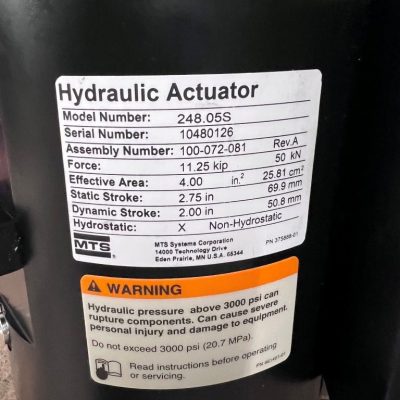 Hydraulic Actuator
Model Number: 248.05S
Serial Number: 10480126
Assembly Number: 100-072-081 Rev.A
Force: 11.25 kip 50 kN
Effective Area: 4.00 in.² 25.81 cm²
Static Stroke: 2.75 in 69.9 mm
Dynamic Stroke: 2.00 in 50.8 mm
Hydrostatic: X Non-Hydrostatic
MTS
MTS Systems Corporation
14000 Technology Drive
Eden Prairie, MN U.S.A. 55344
WARNING
Hydraulic pressure above 3000 psi can
rupture components. Can cause severe
personal injury and damage to equipment.
Do not exceed 3000 psi (20.7 MPa).
Read instructions before operating
or servicing.